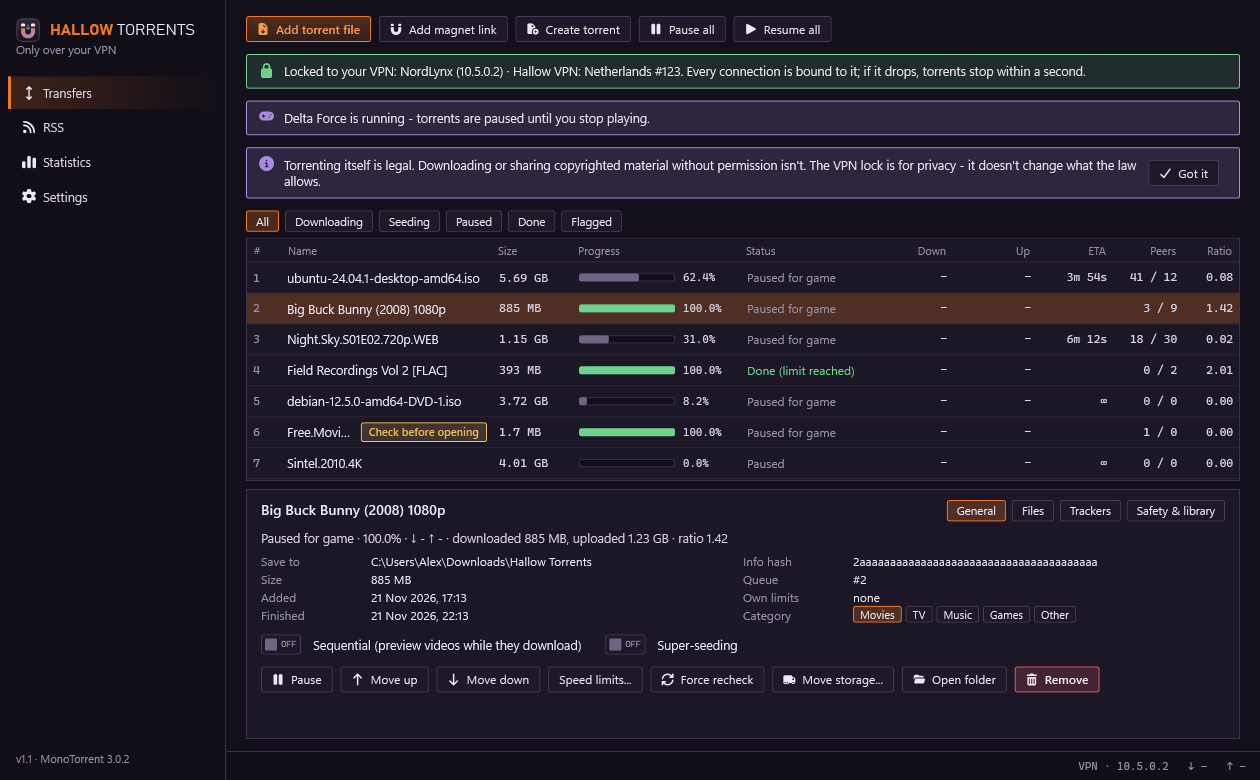 HALLOW TORRENTS
Only over your VPN
Transfers
RSS
Statistics
Settings
v1.1 · MonoTorrent 3.0.2
Add torrent file Add magnet link Create torrent Pause all Resume all
Locked to your VPN: NordLynx (10.5.0.2) · Hallow VPN: Netherlands #123. Every connection is bound to it; if it drops, torrents stop within a second.
Delta Force is running - torrents are paused until you stop playing.
Torrenting itself is legal. Downloading or sharing copyrighted material without permission isn't. The VPN lock is for privacy - it doesn't change what the law
allows.
Got it
All Downloading Seeding Paused Done Flagged
# Name Size Progress Status Down Up ETA Peers Ratio
1 ubuntu-24.04.1-desktop-amd64.iso 5.69 GB 62.4% Paused for game – – 3m 54s 41 / 12 0.08
2 Big Buck Bunny (2008) 1080p 885 MB 100.0% Paused for game – – 3 / 9 1.42
3 Night.Sky.S01E02.720p.WEB 1.15 GB 31.0% Paused for game – – 6m 12s 18 / 30 0.02
4 Field Recordings Vol 2 [FLAC] 393 MB 100.0% Done (limit reached) – – 0 / 2 2.01
5 debian-12.5.0-amd64-DVD-1.iso 3.72 GB 8.2% Paused for game – – ∞ 0 / 0 0.00
6 Free.Movi... Check before opening 1.7 MB 100.0% Paused for game – – 1 / 0 0.00
7 Sintel.2010.4K 4.01 GB 0.0% Paused – – ∞ 0 / 0 0.00
Big Buck Bunny (2008) 1080p General Files Trackers Safety & library
Paused for game · 100.0% · ↓ - ↑ - · downloaded 885 MB, uploaded 1.23 GB · ratio 1.42
Save to C:\Users\Alex\Downloads\Hallow Torrents Info hash 2aaaaaaaaaaaaaaaaaaaaaaaaaaaaaaaaaaaaaaa
Size 885 MB Queue #2
Added 21 Nov 2026, 17:13 Own limits none
Finished 21 Nov 2026, 22:13 Category Movies TV Music Games Other
OFF Sequential (preview videos while they download) OFF Super-seeding
Pause Move up Move down Speed limits... Force recheck Move storage... Open folder Remove
VPN · 10.5.0.2 ↓ – ↑ –